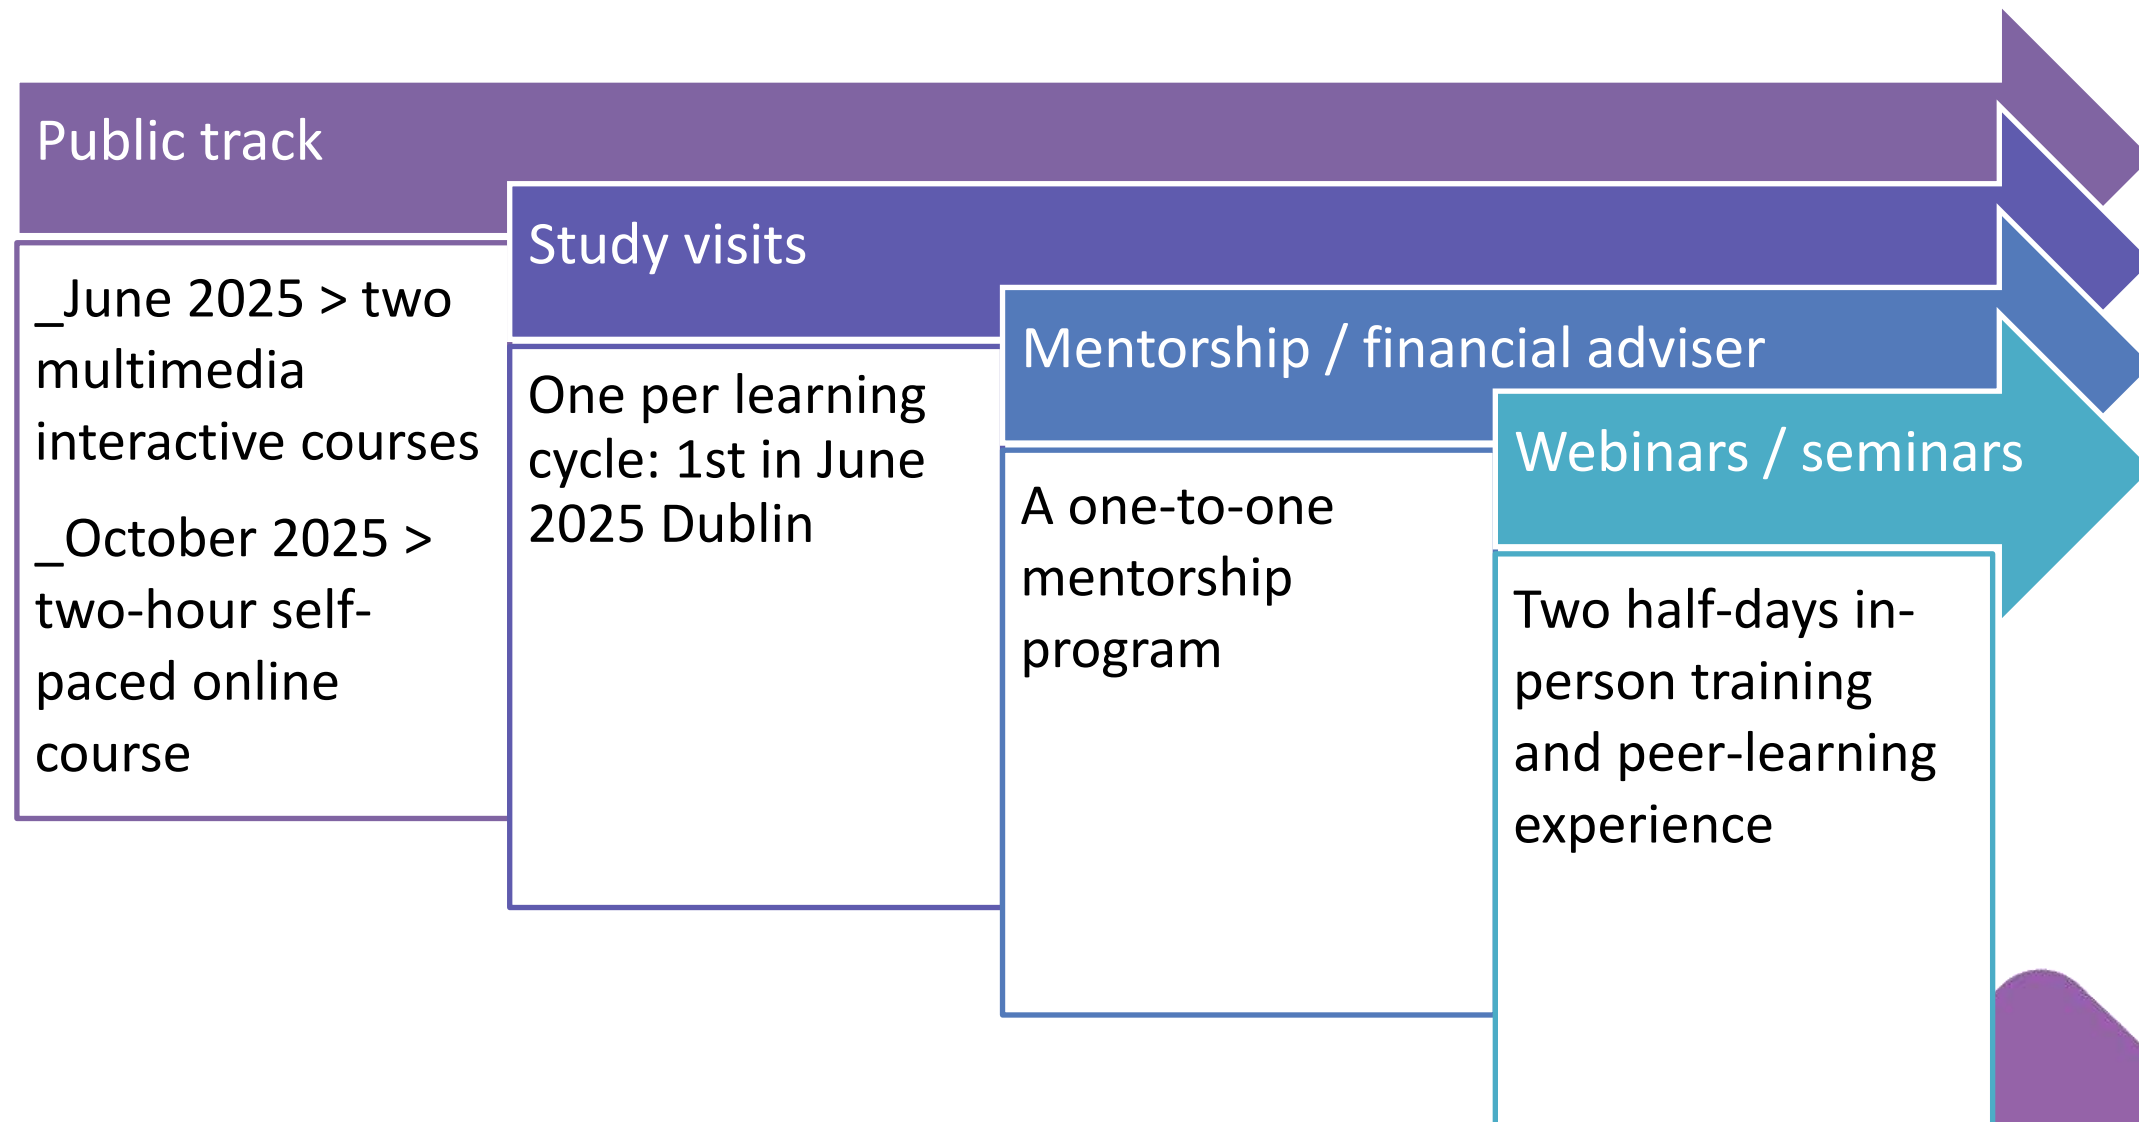 Public track
_June 2025 > two
multimedia
interactive courses
_October 2025 >
two-hour self-
paced online
course
Study visits
One per learning
cycle: 1st in June
2025 Dublin
Mentorship / financial adviser
A one-to-one
mentorship
program
Webinars / seminars
Two half-days in-
person training
and peer-learning
experience